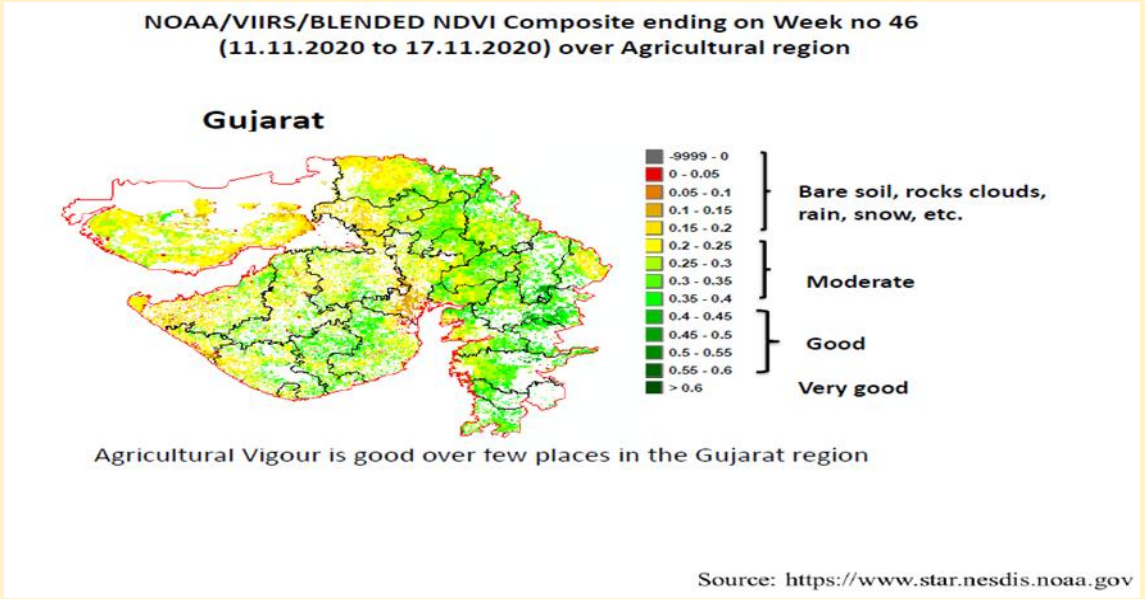 NOAA/VIIRS/BLENDED NDVI Composite ending on Week no 46
(11.11.2020 to 17.11.2020) over Agricultural region
Gujarat
-9999 - 0
0 - 0.05
0.05 - 0.1
0.1 - 0.15
0.15 - 0.2
0.2 - 0.25
0.25 - 0.3
0.3 - 0.35
0.35 - 0.4
0.4 - 0.45
0.45 - 0.5
0.5 - 0.55
0.55 - 0.6
> 0.6
Bare soil, rocks clouds,
rain, snow, etc.
Moderate
Good
Very good
Agricultural Vigour is good over few places in the Gujarat region
Source: https://www.star.nesdis.noaa.gov